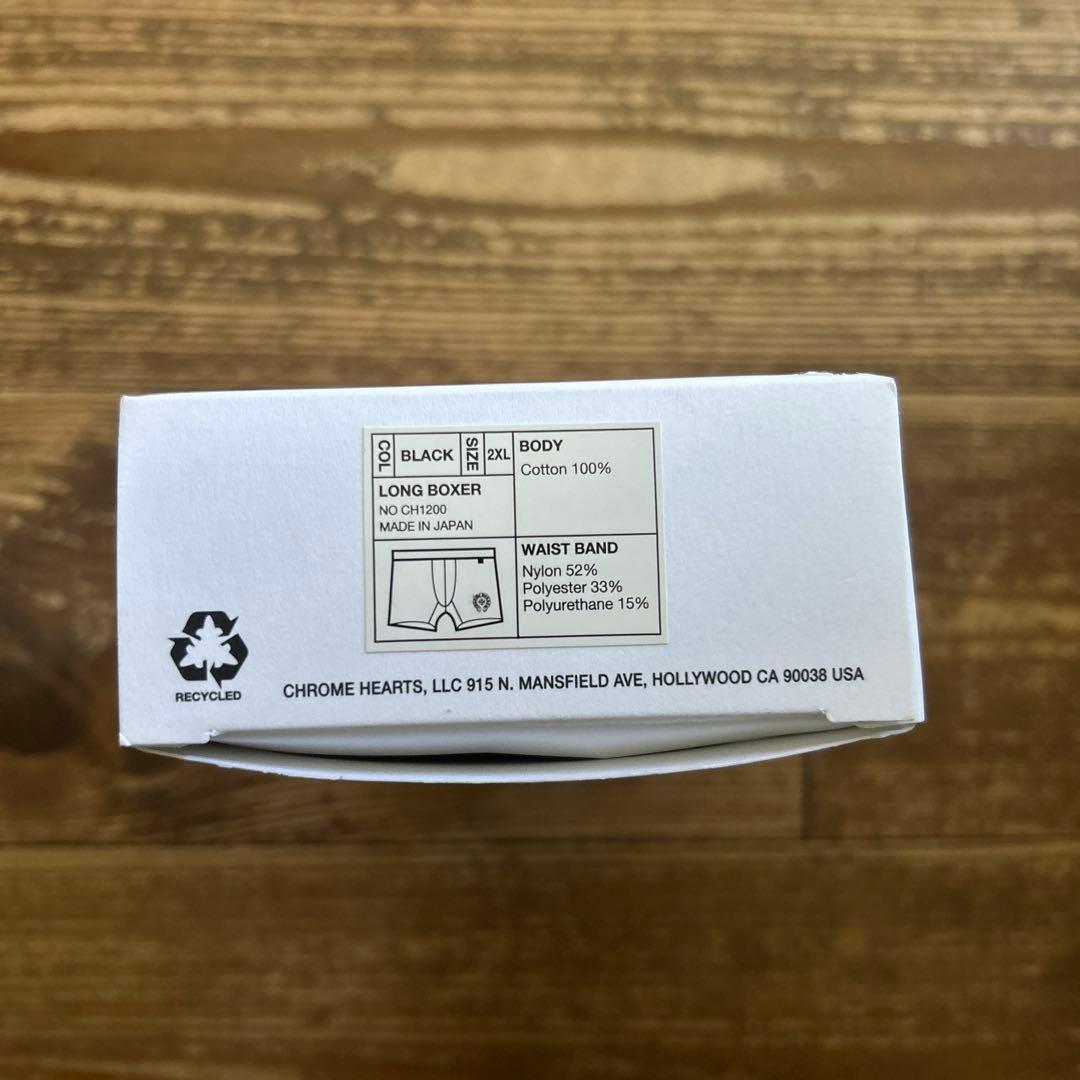 COL BLACK SIZE 2XL
LONG BOXER
NO CH1200
MADE IN JAPAN
BODY
Cotton 100%
WAIST BAND
Nylon 52%
Polyester 33%
Polyurethane 15%
RECYCLED
CHROME HEARTS, LLC 915 N. MANSFIELD AVE, HOLLYWOOD CA 90038 USA